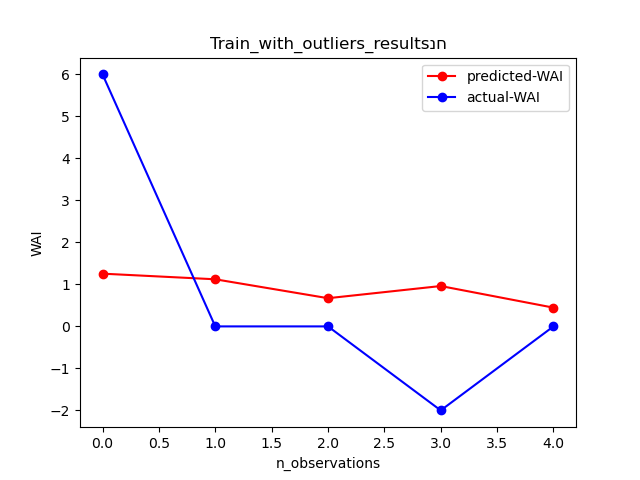 Train_with_outliers_resultsחנ
predicted-WAI
actual-WAI
WAI
6
5
4
3
2
1
0
−1
−2
0.0 0.5 1.0 1.5 2.0 2.5 3.0 3.5 4.0
n_observations